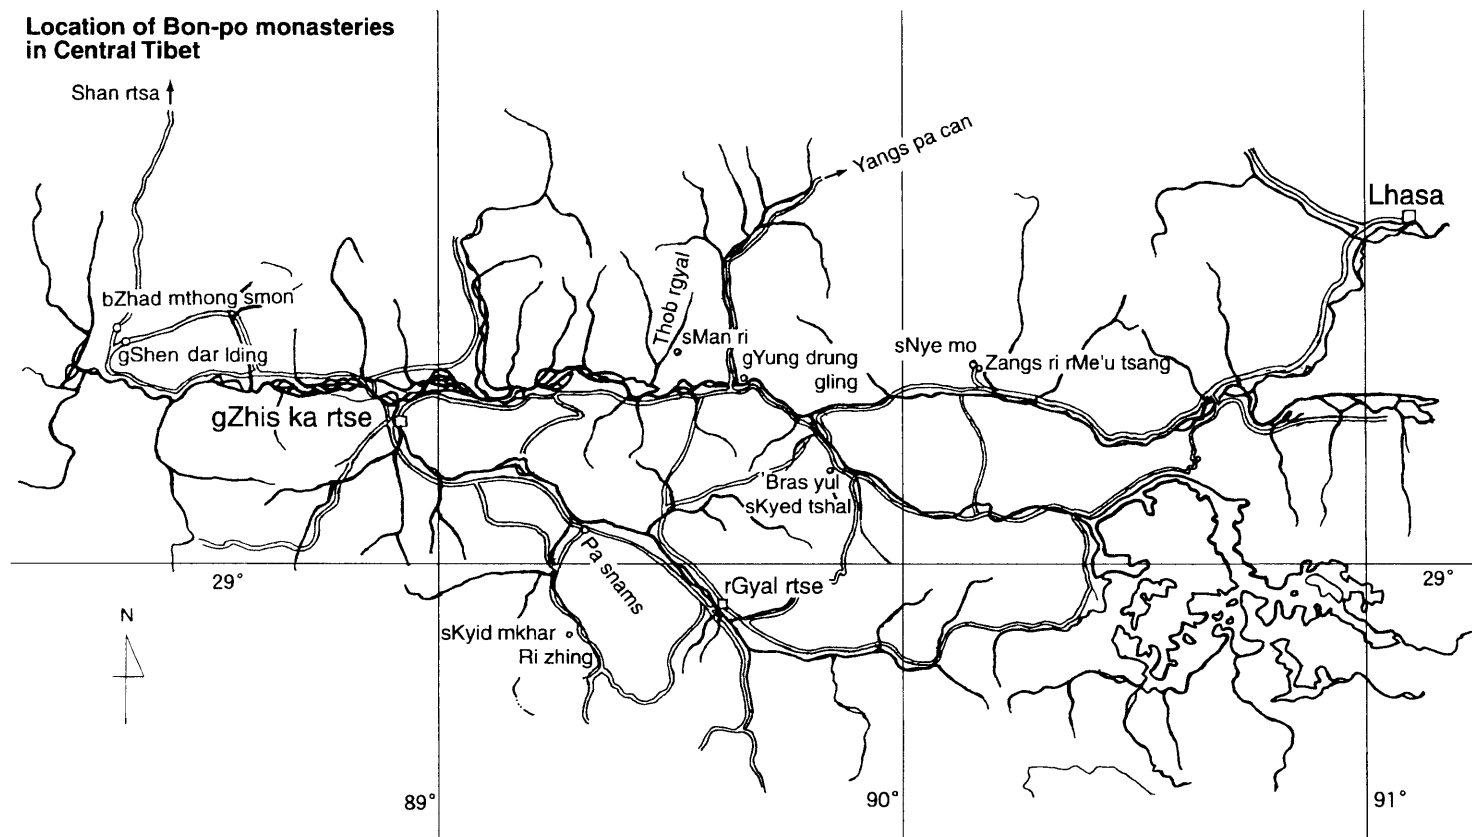 Location of Bon-po monasteries
in Central Tibet
Shan rtsa
Yangs pa can
Lhasa
bZhad mthong smon
Thob rgyal
sMan ri
gShen dar lding
gYung drung
gling
sNye mo
Zangs ri rMe'u tsang
gZhis ka rtse
'Bras yul
sKyed tshal
Pa snams
rGyal rtse
29°
29°
N
sKyid mkhar
Ri zhing
89°
90°
91°